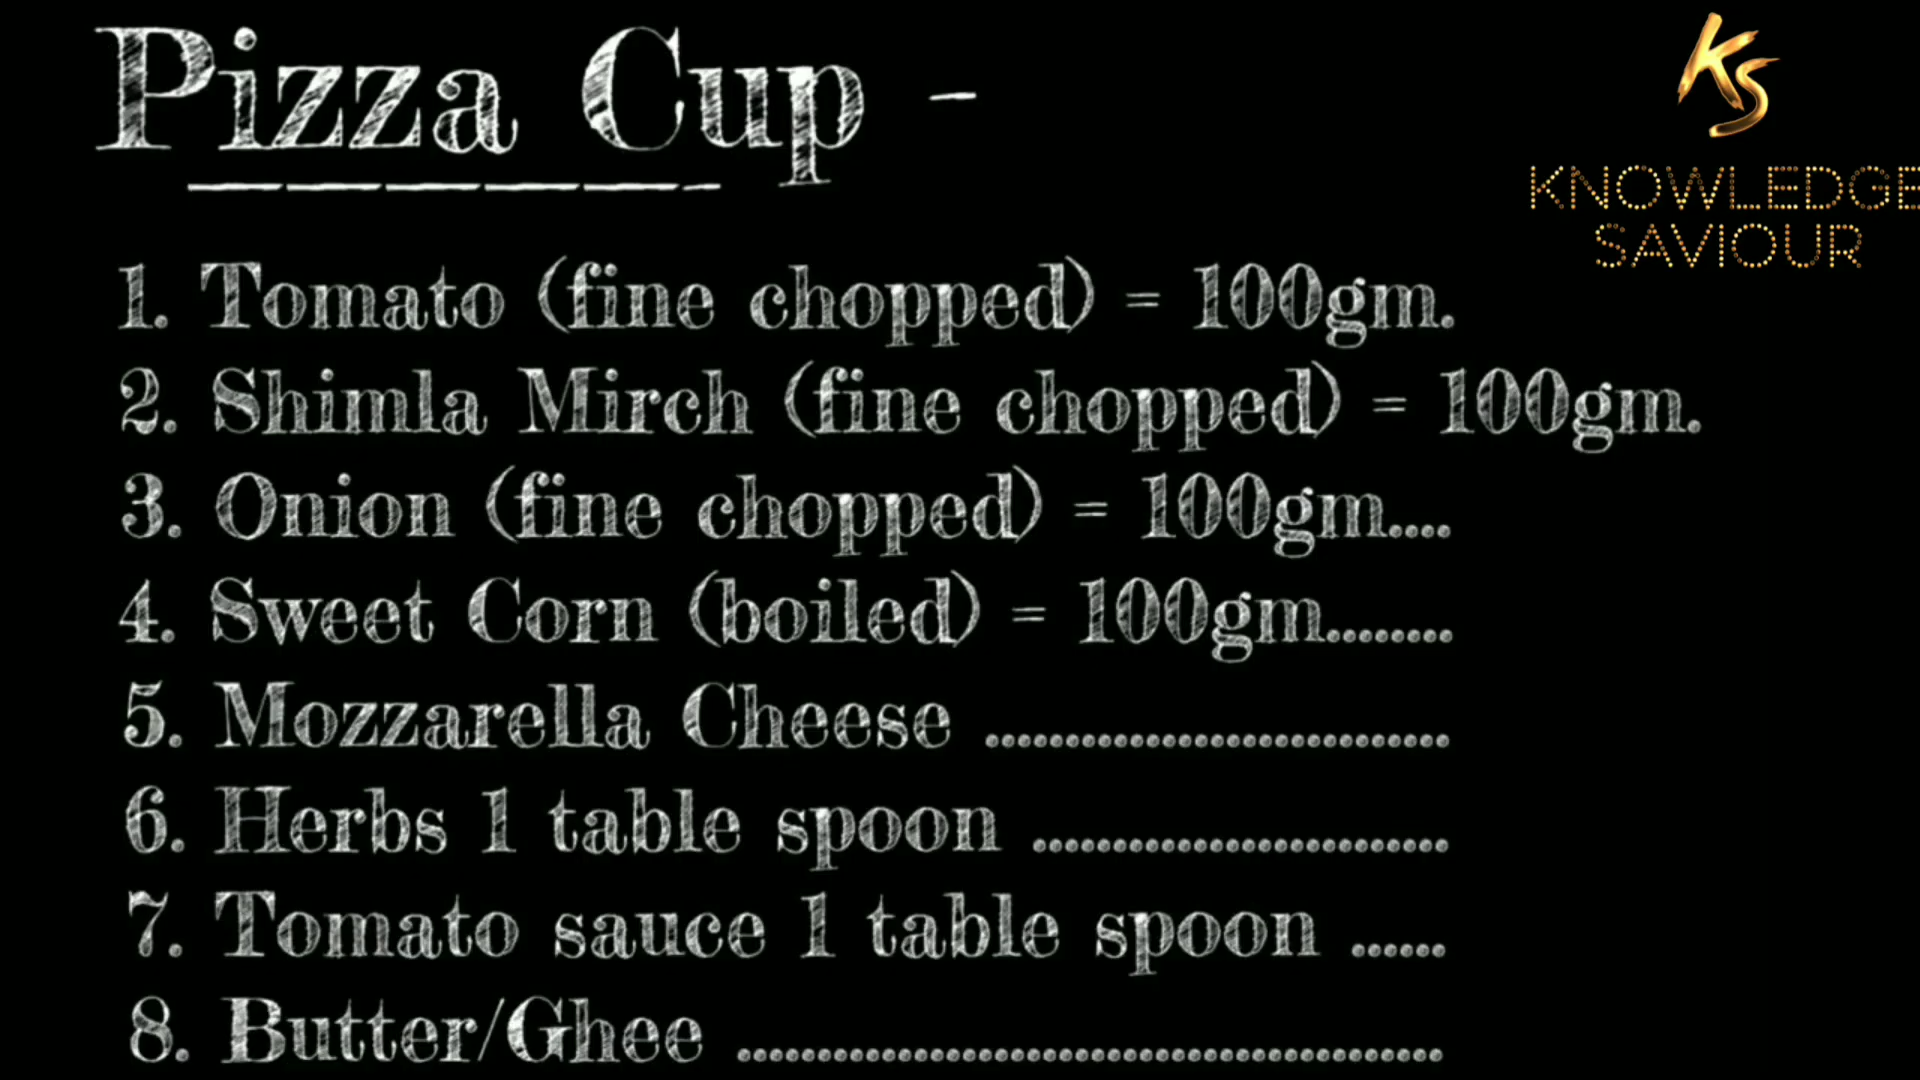 Pizza Cup -
KS
KNOWLEDGE
SAVIOUR
1. Tomato (fine chopped) = 100gm.
2. Shimla Mirch (fine chopped) = 100gm.
3. Onion (fine chopped) = 100gm....
4. Sweet Corn (boiled) = 100gm........
5. Mozzarella Cheese .............................
6. Herbs 1 table spoon ..........................
7. Tomato sauce 1 table spoon ......
8. Butter/Ghee ............................................